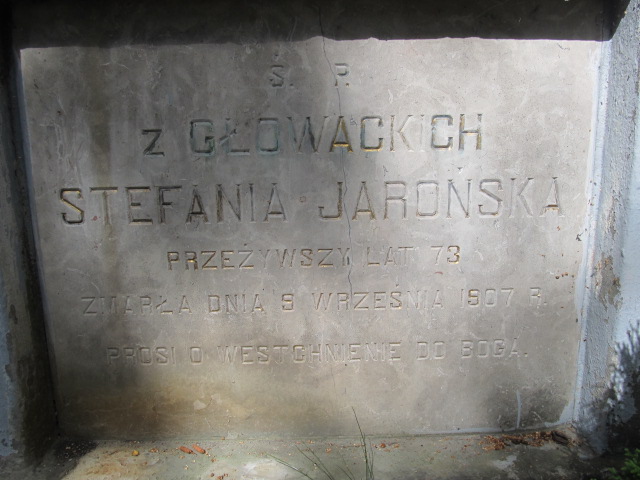 Ś. P.
z GŁOWACKICH
STEFANIA JAROŃSKA
PRZEŻYWSZY LAT 73
ZMARŁA DNIA 9 WRZEŚNIA 1907 R.
PROSI O WESTCHNIENIE DO BOGA.